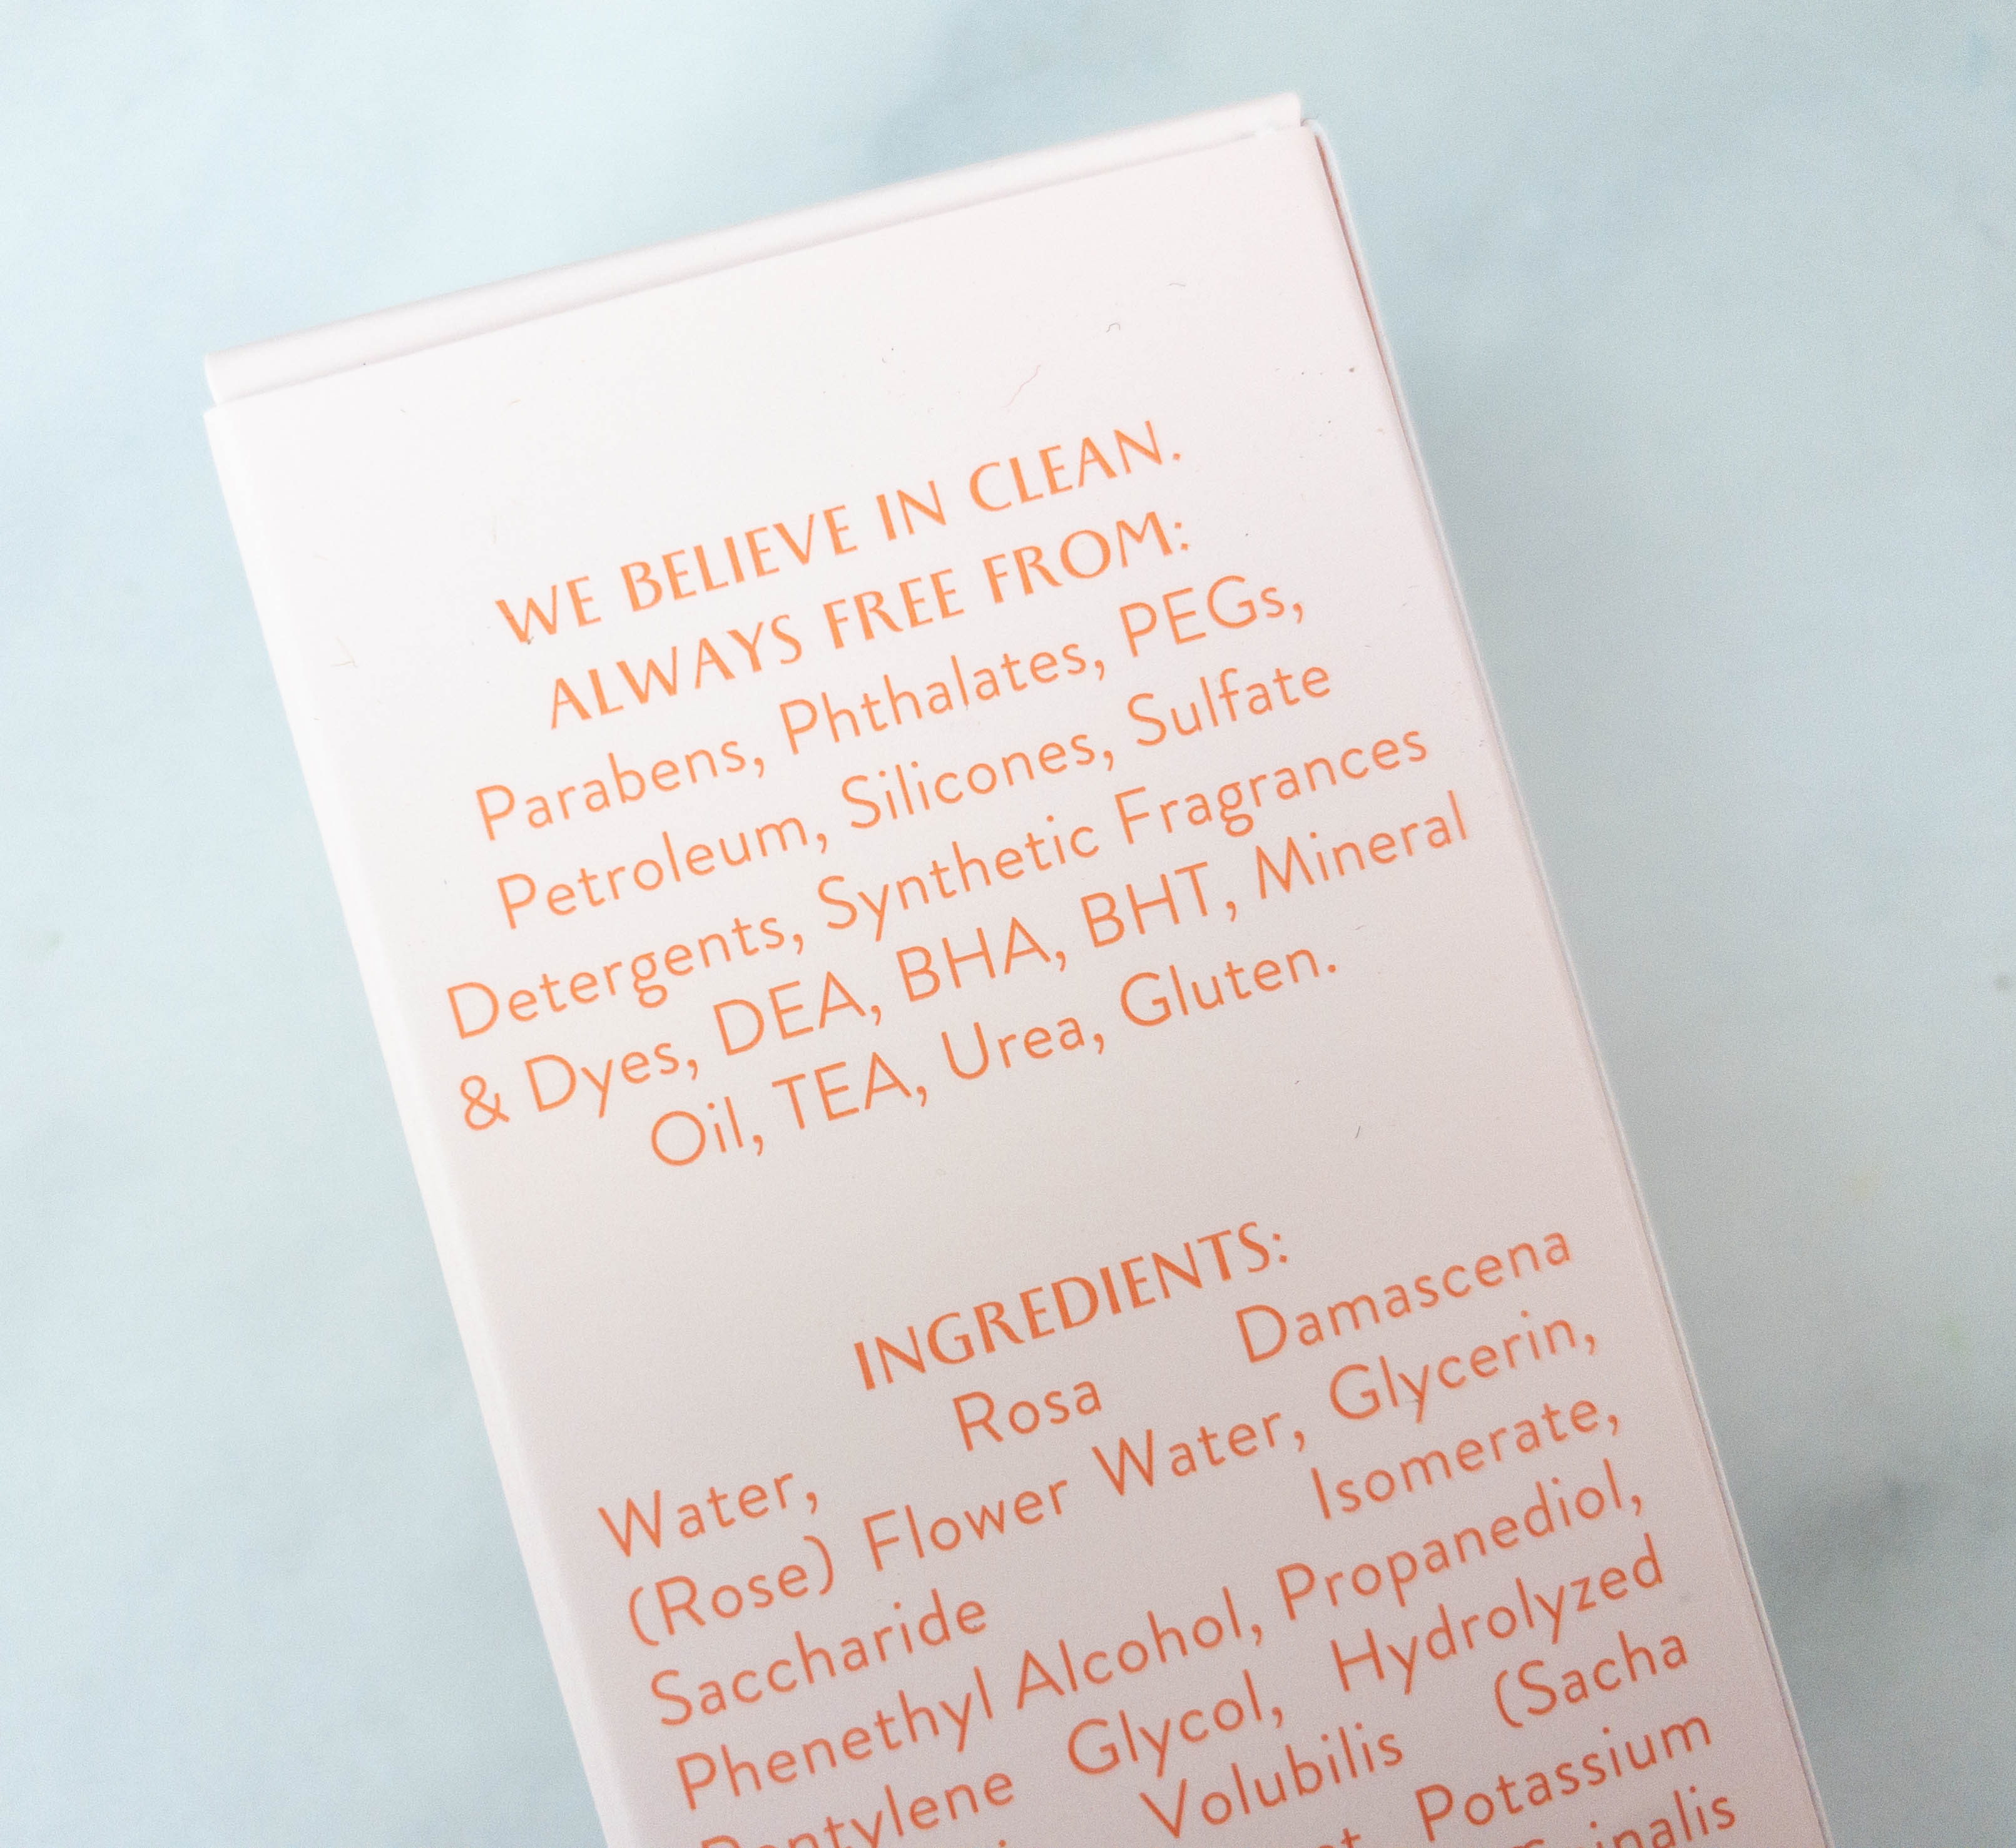 WE BELIEVE IN CLEAN.
ALWAYS FREE FROM:
Parabens, Phthalates, PEGs,
Petroleum, Silicones, Sulfate
Detergents, Synthetic Fragrances
& Dyes, DEA, BHA, BHT, Mineral
Oil, TEA, Urea, Gluten.
INGREDIENTS:
Water, Rosa Damascena
(Rose) Flower Water, Glycerin,
Saccharide Isomerate,
Phenethyl Alcohol, Propanediol,
Pentylene Glycol, Hydrolyzed
Volubilis (Sacha
Potassium